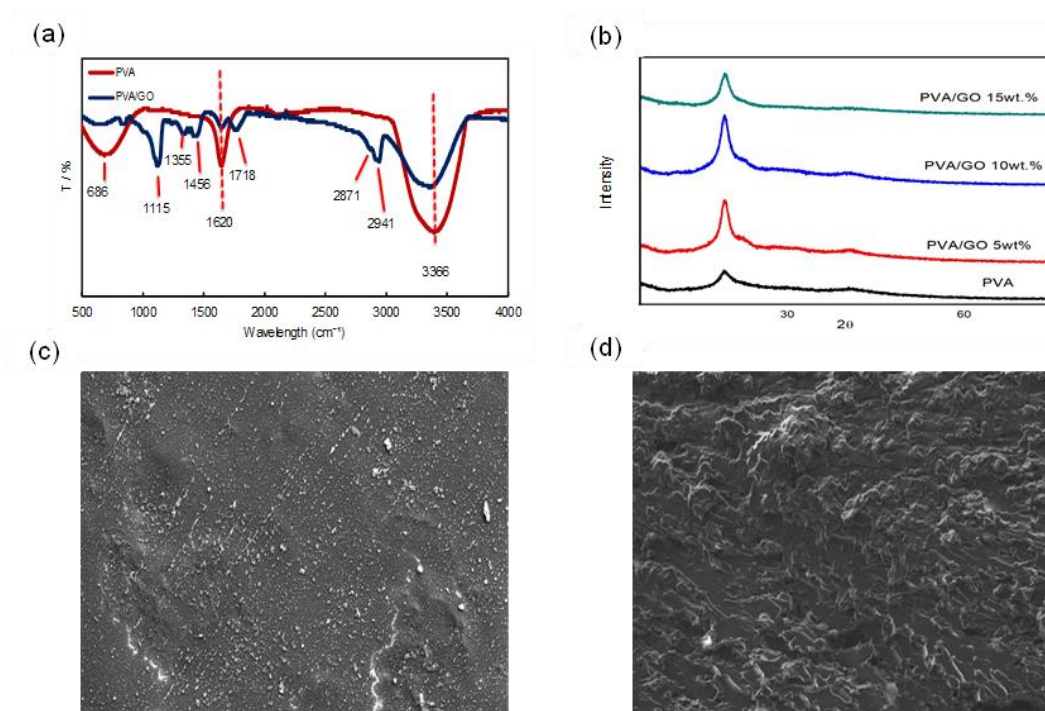 (a)
PVA
PVA/GO
T / %
686
1115
1355
1456
1620
1718
2871
2941
3366
500 1000 1500 2000 2500 3000 3500 4000
Wavelength (cm⁻¹)
(b)
Intensity
PVA/GO 15wt.%
PVA/GO 10wt.%
PVA/GO 5wt%
PVA
30 60
2θ
(c)
(d)